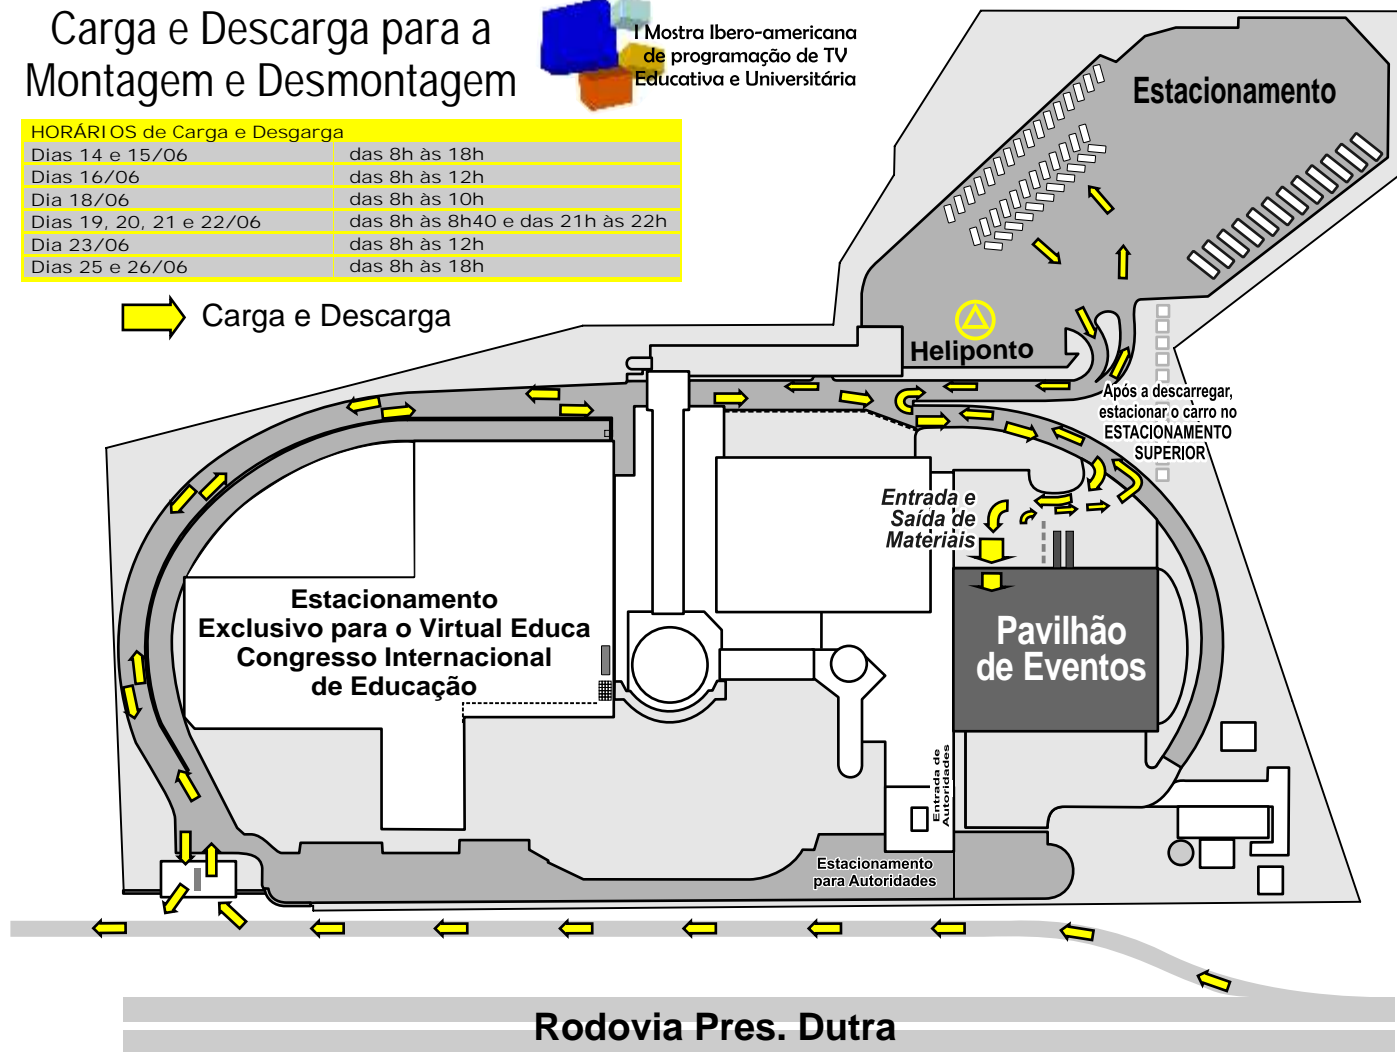 Carga e Descarga para a
Montagem e Desmontagem
I Mostra Ibero-americana
de programação de TV
Educativa e Universitária
HORÁRIOS de Carga e Desgarga
Dias 14 e 15/06 das 8h às 18h
Dias 16/06 das 8h às 12h
Dia 18/06 das 8h às 10h
Dias 19, 20, 21 e 22/06 das 8h às 8h40 e das 21h às 22h
Dia 23/06 das 8h às 12h
Dias 25 e 26/06 das 8h às 18h
Carga e Descarga
Estacionamento
Heliponto
Após a descarregar,
estacionar o carro no
ESTACIONAMENTO
SUPERIOR
Entrada e
Saída de
Materiais
Estacionamento
Exclusivo para o Virtual Educa
Congresso Internacional
de Educação
Pavilhão
de Eventos
Entrada de
Autoridades
Estacionamento
para Autoridades
Rodovia Pres. Dutra